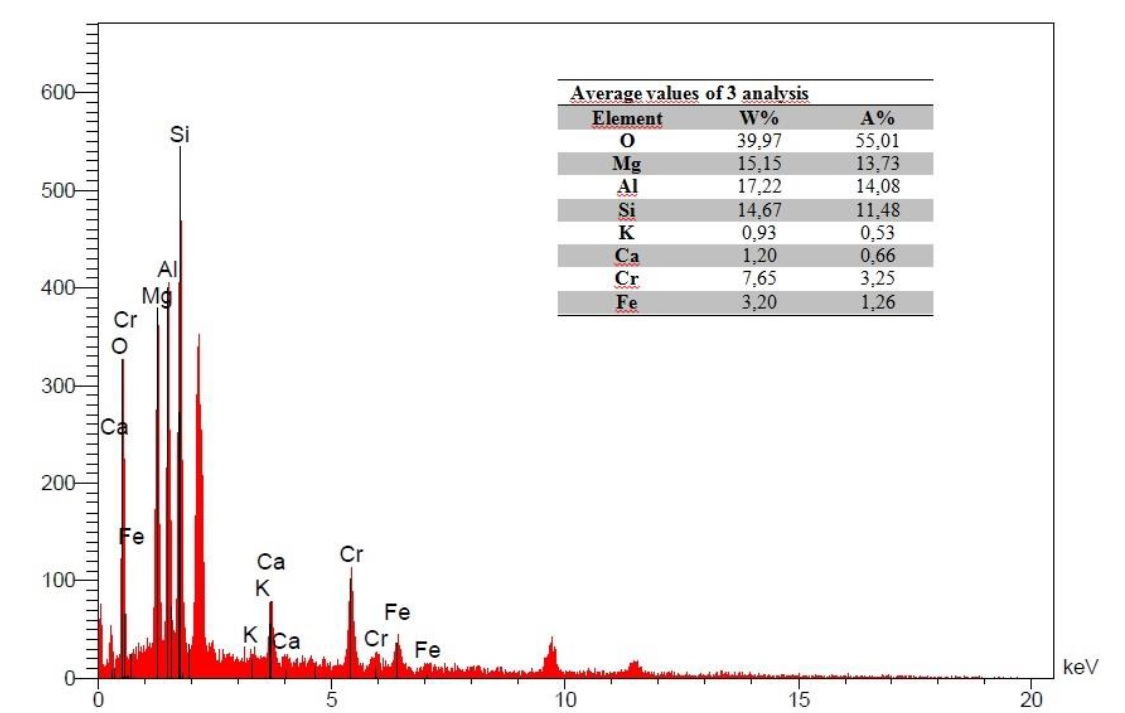 600
500
400
300
200
100
0
Si
Al
Mg
Cr
O
Ca
Fe
Ca
K
K
Ca
Cr
Cr
Fe
Fe
0 5 10 15 20
keV
Average values of 3 analysis
Element W% A%
O 39,97 55,01
Mg 15,15 13,73
Al 17,22 14,08
Si 14,67 11,48
K 0,93 0,53
Ca 1,20 0,66
Cr 7,65 3,25
Fe 3,20 1,26